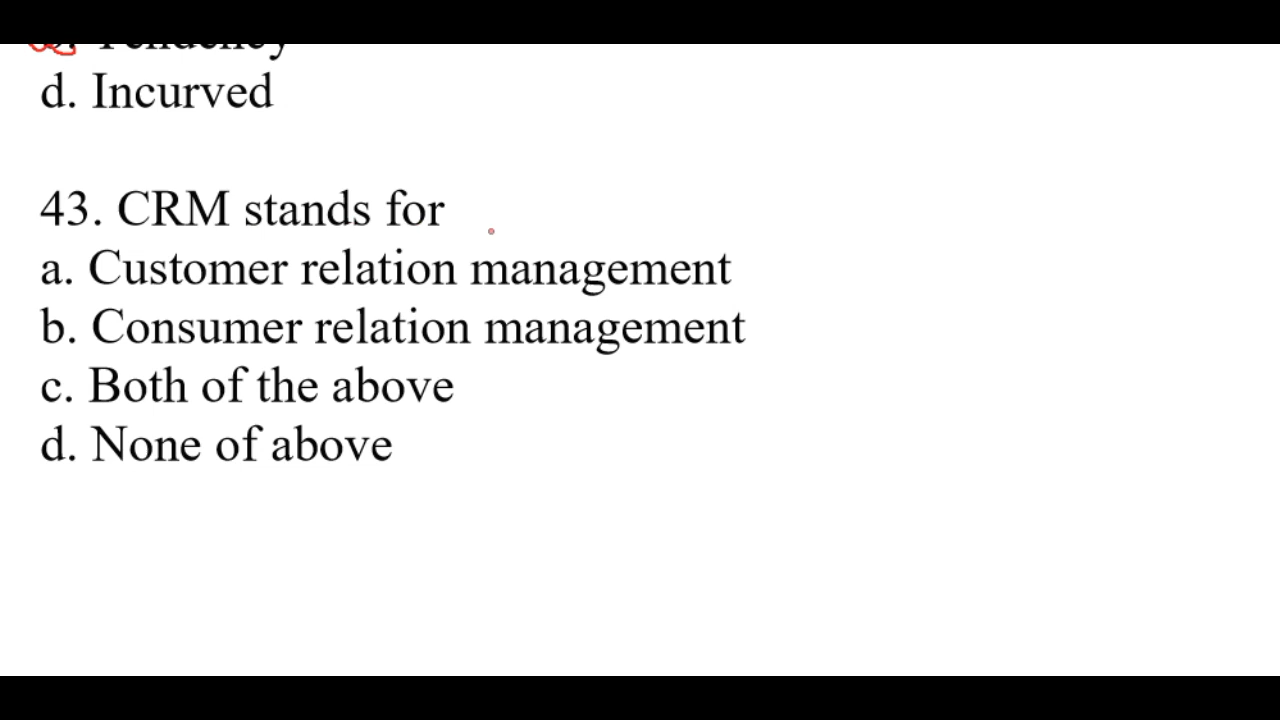 d. Incurved
43. CRM stands for
a. Customer relation management
b. Consumer relation management
c. Both of the above
d. None of above